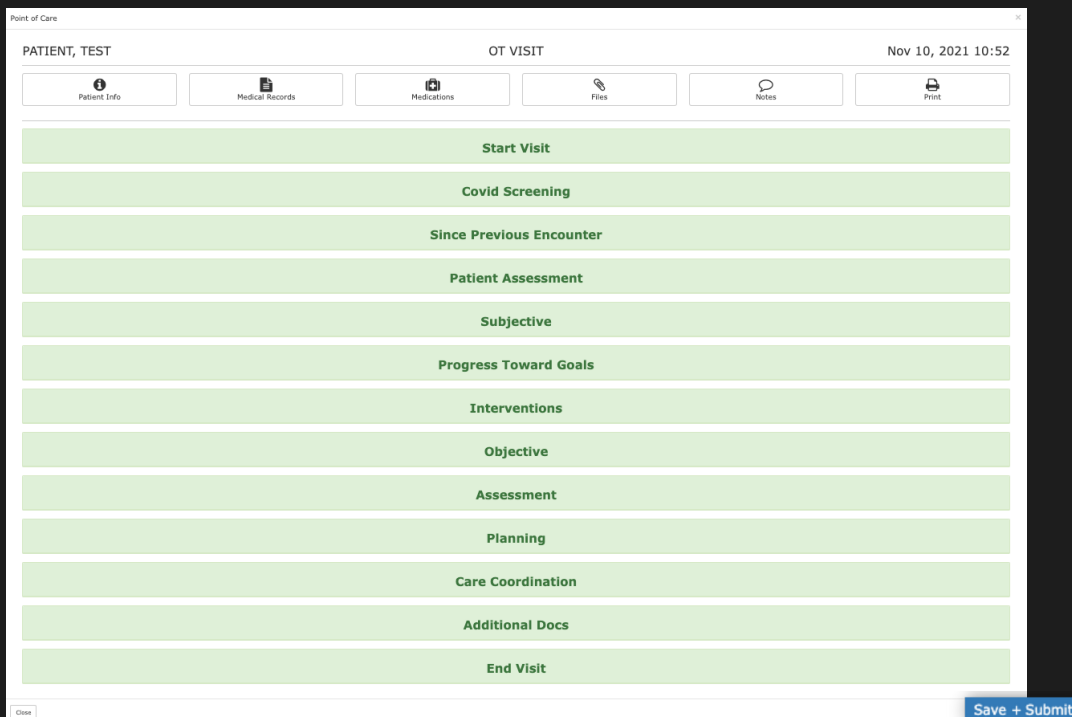 Point of Care ×
PATIENT, TEST OT VISIT Nov 10, 2021 10:52
Patient Info Medical Records Medications Files Notes Print
Start Visit
Covid Screening
Since Previous Encounter
Patient Assessment
Subjective
Progress Toward Goals
Interventions
Objective
Assessment
Planning
Care Coordination
Additional Docs
End Visit
Close Save + Submit